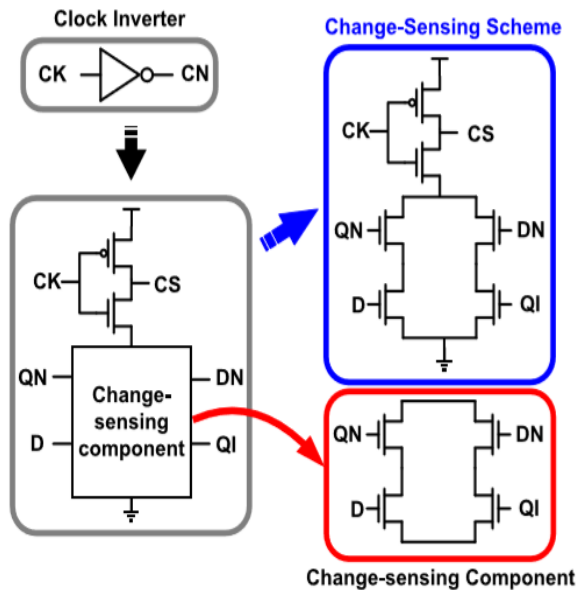 Clock Inverter
CK
CN
Change-Sensing Scheme
CK
CS
QN
DN
D
QI
CK
CS
QN
DN
Change-
sensing
component
D
QI
QN
DN
D
QI
Change-sensing Component